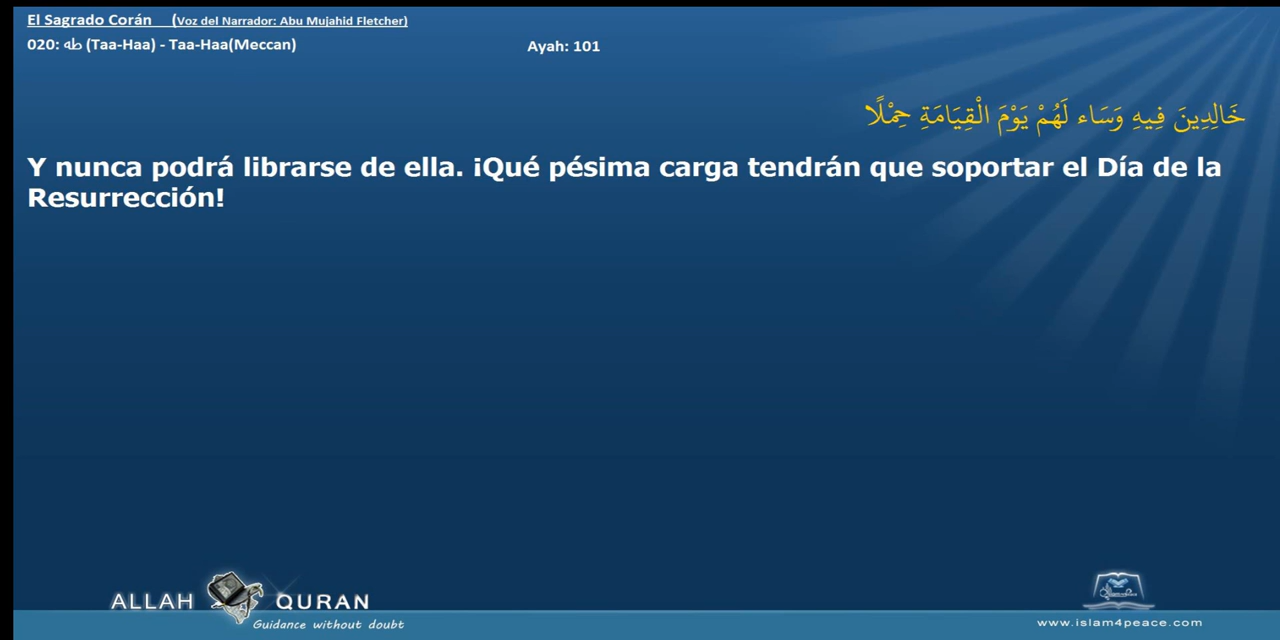 El Sagrado Corán (Voz del Narrador: Abu Mujahid Fletcher)
020: طه (Taa-Haa) - Taa-Haa(Meccan) Ayah: 101
خَالِدِينَ فِيهِ وَسَاء لَهُمْ يَوْمَ الْقِيَامَةِ حِمْلًا
Y nunca podrá librarse de ella. ¡Qué pésima carga tendrán que soportar el Día de la
Resurrección!
ALLAH QURAN
Guidance without doubt
www.islam4peace.com